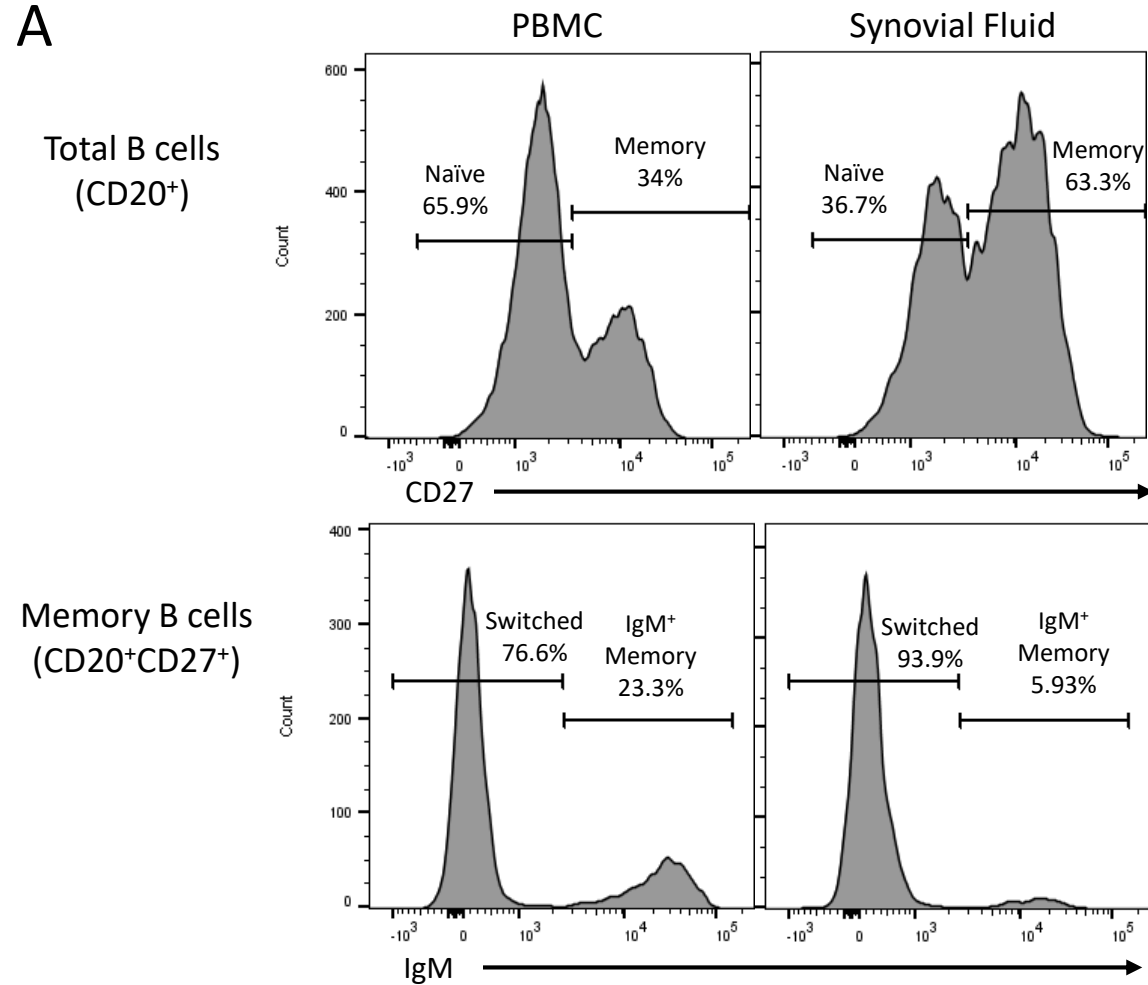 A
PBMC
Synovial Fluid
Total B cells
(CD20⁺)
Count
600
400
200
0
Naïve
65.9%
Memory
34%
Naïve
36.7%
Memory
63.3%
-10³ 0 10³ 10⁴ 10⁵
-10³ 0 10³ 10⁴ 10⁵
CD27
Memory B cells
(CD20⁺CD27⁺)
Count
400
300
200
100
0
Switched
76.6%
IgM⁺
Memory
23.3%
Switched
93.9%
IgM⁺
Memory
5.93%
-10³ 0 10³ 10⁴ 10⁵
-10³ 0 10³ 10⁴ 10⁵
IgM